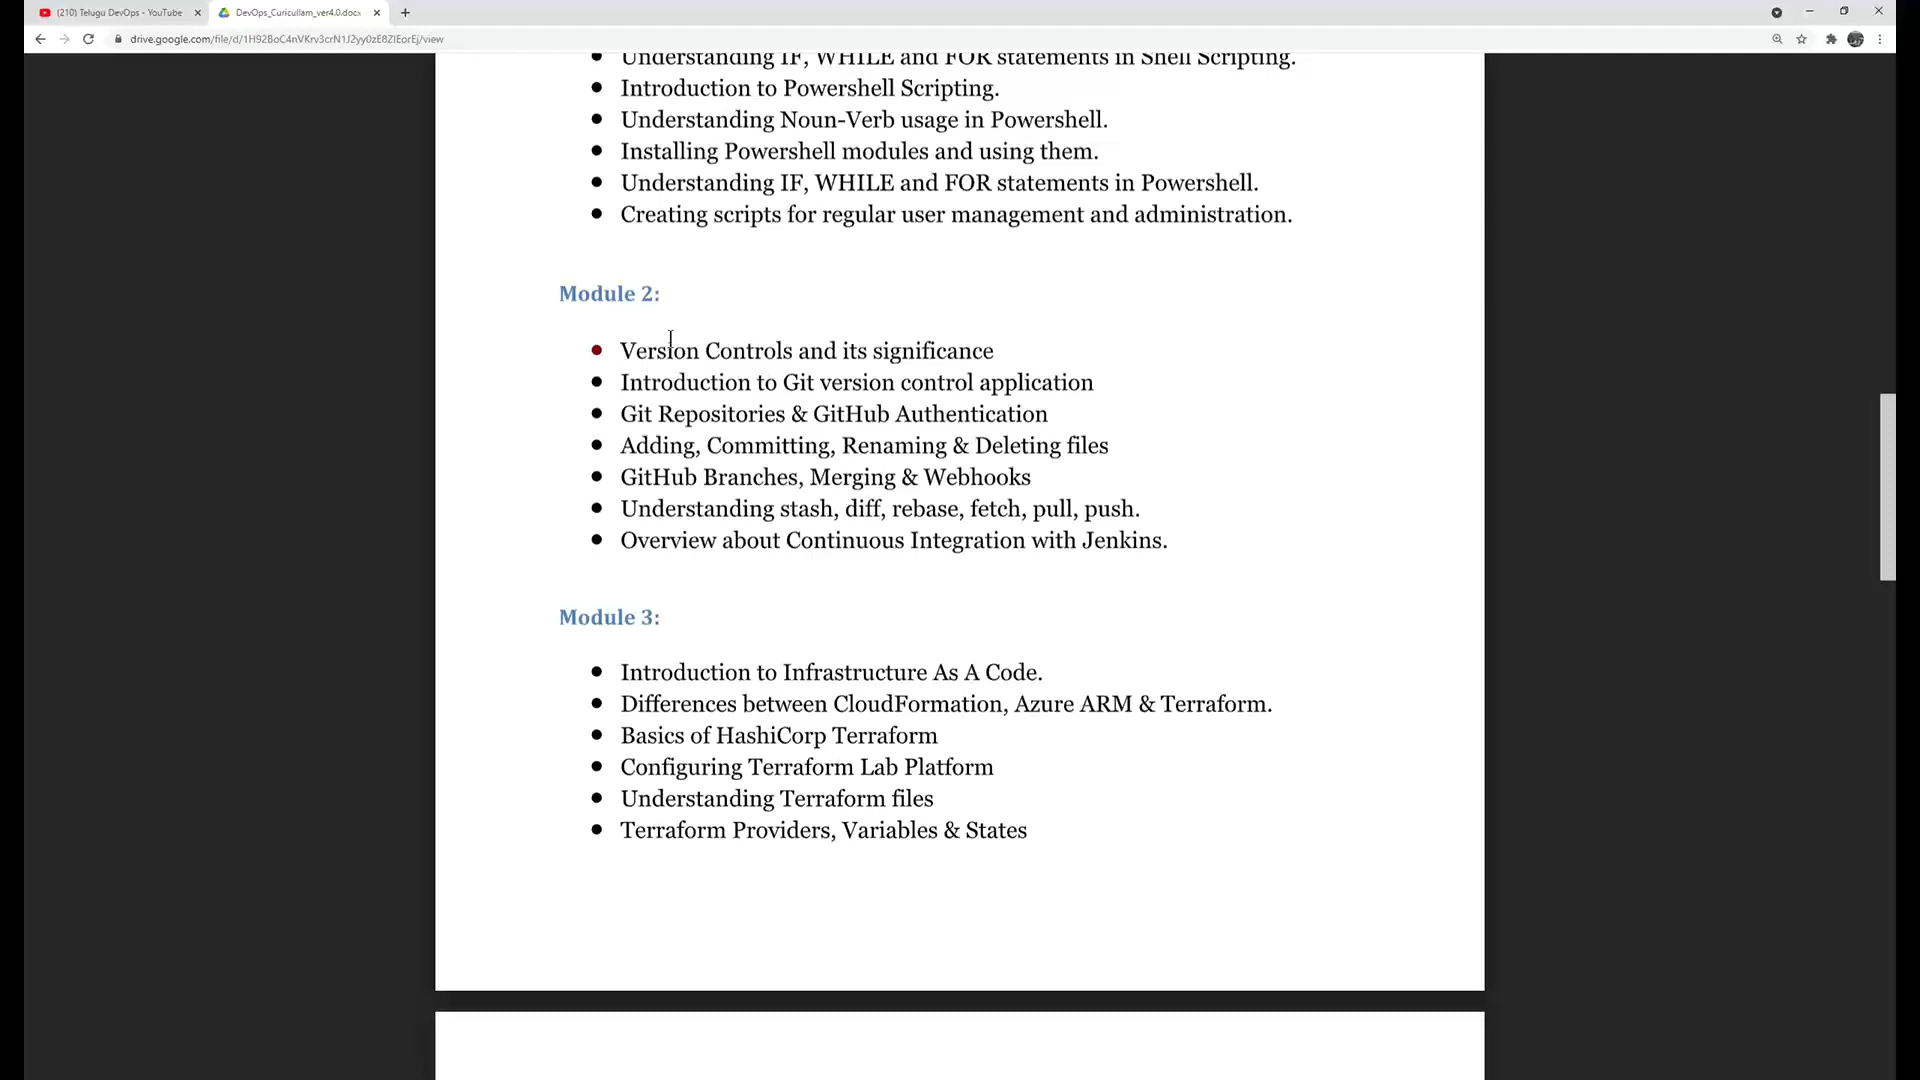 (210) Telugu DevOps - YouTube
DevOps_Curicullam_ver4.0.docx
drive.google.com/file/d/1H92BoC4nVKrv3crN1J2yy0zE8ZIEorEj/view
Understanding IF, WHILE and FOR statements in Shell Scripting.
Introduction to Powershell Scripting.
Understanding Noun-Verb usage in Powershell.
Installing Powershell modules and using them.
Understanding IF, WHILE and FOR statements in Powershell.
Creating scripts for regular user management and administration.
Module 2:
Version Controls and its significance
Introduction to Git version control application
Git Repositories & GitHub Authentication
Adding, Committing, Renaming & Deleting files
GitHub Branches, Merging & Webhooks
Understanding stash, diff, rebase, fetch, pull, push.
Overview about Continuous Integration with Jenkins.
Module 3:
Introduction to Infrastructure As A Code.
Differences between CloudFormation, Azure ARM & Terraform.
Basics of HashiCorp Terraform
Configuring Terraform Lab Platform
Understanding Terraform files
Terraform Providers, Variables & States